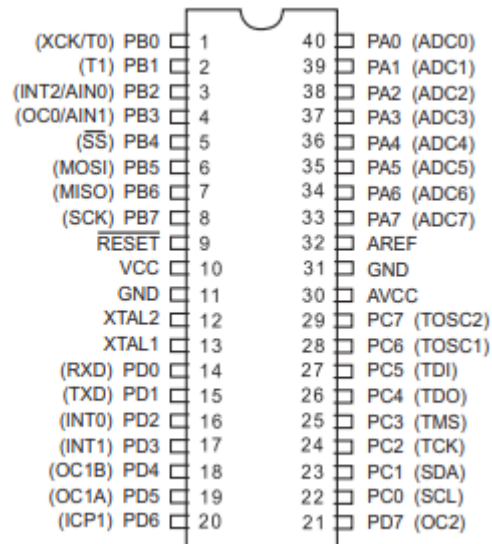 (XCK/T0) PB0 1 40 PA0 (ADC0)
(T1) PB1 2 39 PA1 (ADC1)
(INT2/AIN0) PB2 3 38 PA2 (ADC2)
(OC0/AIN1) PB3 4 37 PA3 (ADC3)
(S̅S̅) PB4 5 36 PA4 (ADC4)
(MOSI) PB5 6 35 PA5 (ADC5)
(MISO) PB6 7 34 PA6 (ADC6)
(SCK) PB7 8 33 PA7 (ADC7)
R̅E̅S̅E̅T̅ 9 32 AREF
VCC 10 31 GND
GND 11 30 AVCC
XTAL2 12 29 PC7 (TOSC2)
XTAL1 13 28 PC6 (TOSC1)
(RXD) PD0 14 27 PC5 (TDI)
(TXD) PD1 15 26 PC4 (TDO)
(INT0) PD2 16 25 PC3 (TMS)
(INT1) PD3 17 24 PC2 (TCK)
(OC1B) PD4 18 23 PC1 (SDA)
(OC1A) PD5 19 22 PC0 (SCL)
(ICP1) PD6 20 21 PD7 (OC2)